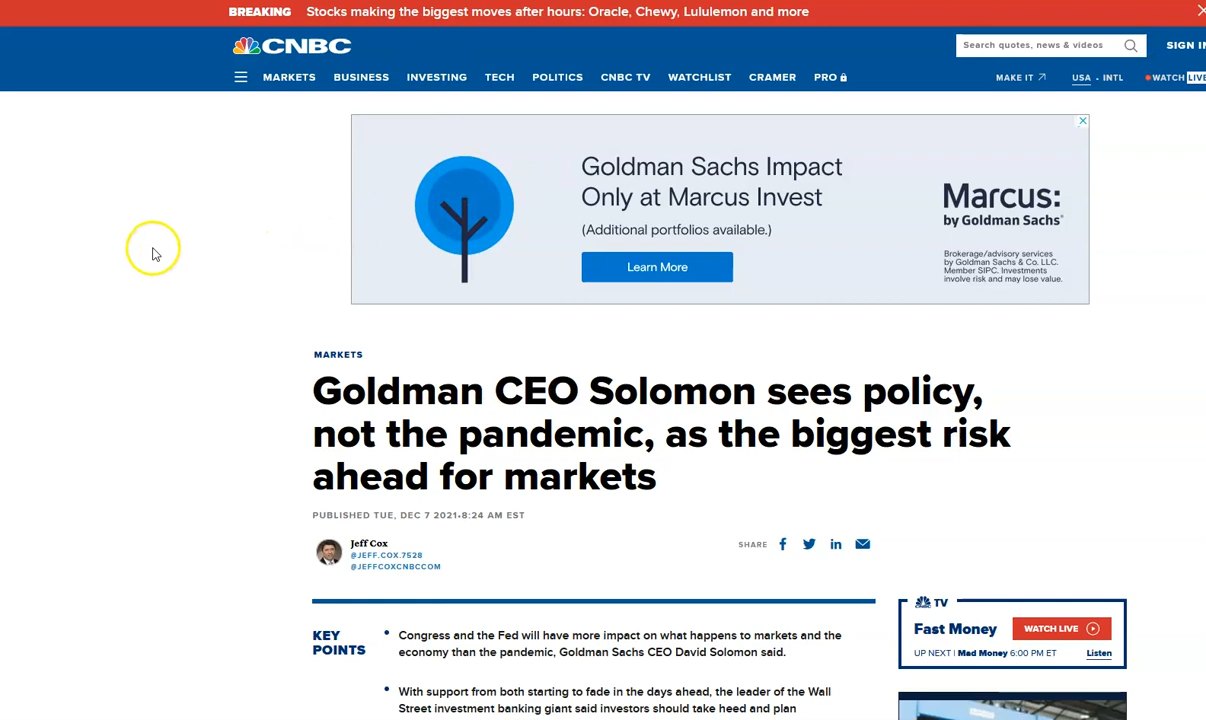 BREAKING Stocks making the biggest moves after hours: Oracle, Chewy, Lululemon and more
CNBC
Search quotes, news & videos
SIGN IN
MARKETS BUSINESS INVESTING TECH POLITICS CNBC TV WATCHLIST CRAMER PRO
MAKE IT USA • INTL WATCH LIVE
Goldman Sachs Impact
Only at Marcus Invest
(Additional portfolios available.)
Learn More
Marcus:
by Goldman Sachs®
Brokerage/advisory services
by Goldman Sachs & Co. LLC.
Member SIPC. Investments
involve risk and may lose value.
MARKETS
Goldman CEO Solomon sees policy,
not the pandemic, as the biggest risk
ahead for markets
PUBLISHED TUE, DEC 7 2021•8:24 AM EST
Jeff Cox
@JEFF.COX.7528
@JEFFCOXCNBCCOM
SHARE
KEY
POINTS
• Congress and the Fed will have more impact on what happens to markets and the
economy than the pandemic, Goldman Sachs CEO David Solomon said.
• With support from both starting to fade in the days ahead, the leader of the Wall
Street investment banking giant said investors should take heed and plan
TV
Fast Money
WATCH LIVE
UP NEXT | Mad Money 6:00 PM ET
Listen